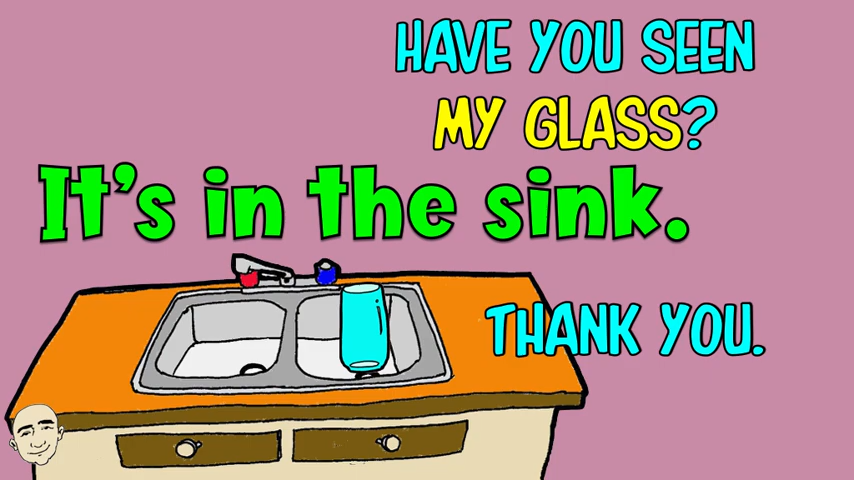 HAVE YOU SEEN
MY GLASS?
It's in the sink.
THANK YOU.